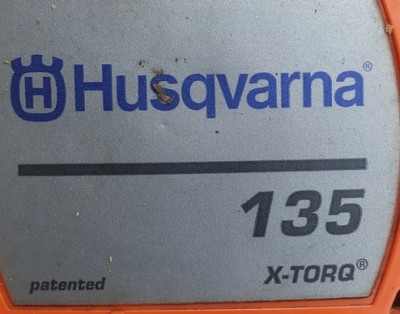 H Husqvarna®
135
patented X-TORQ®